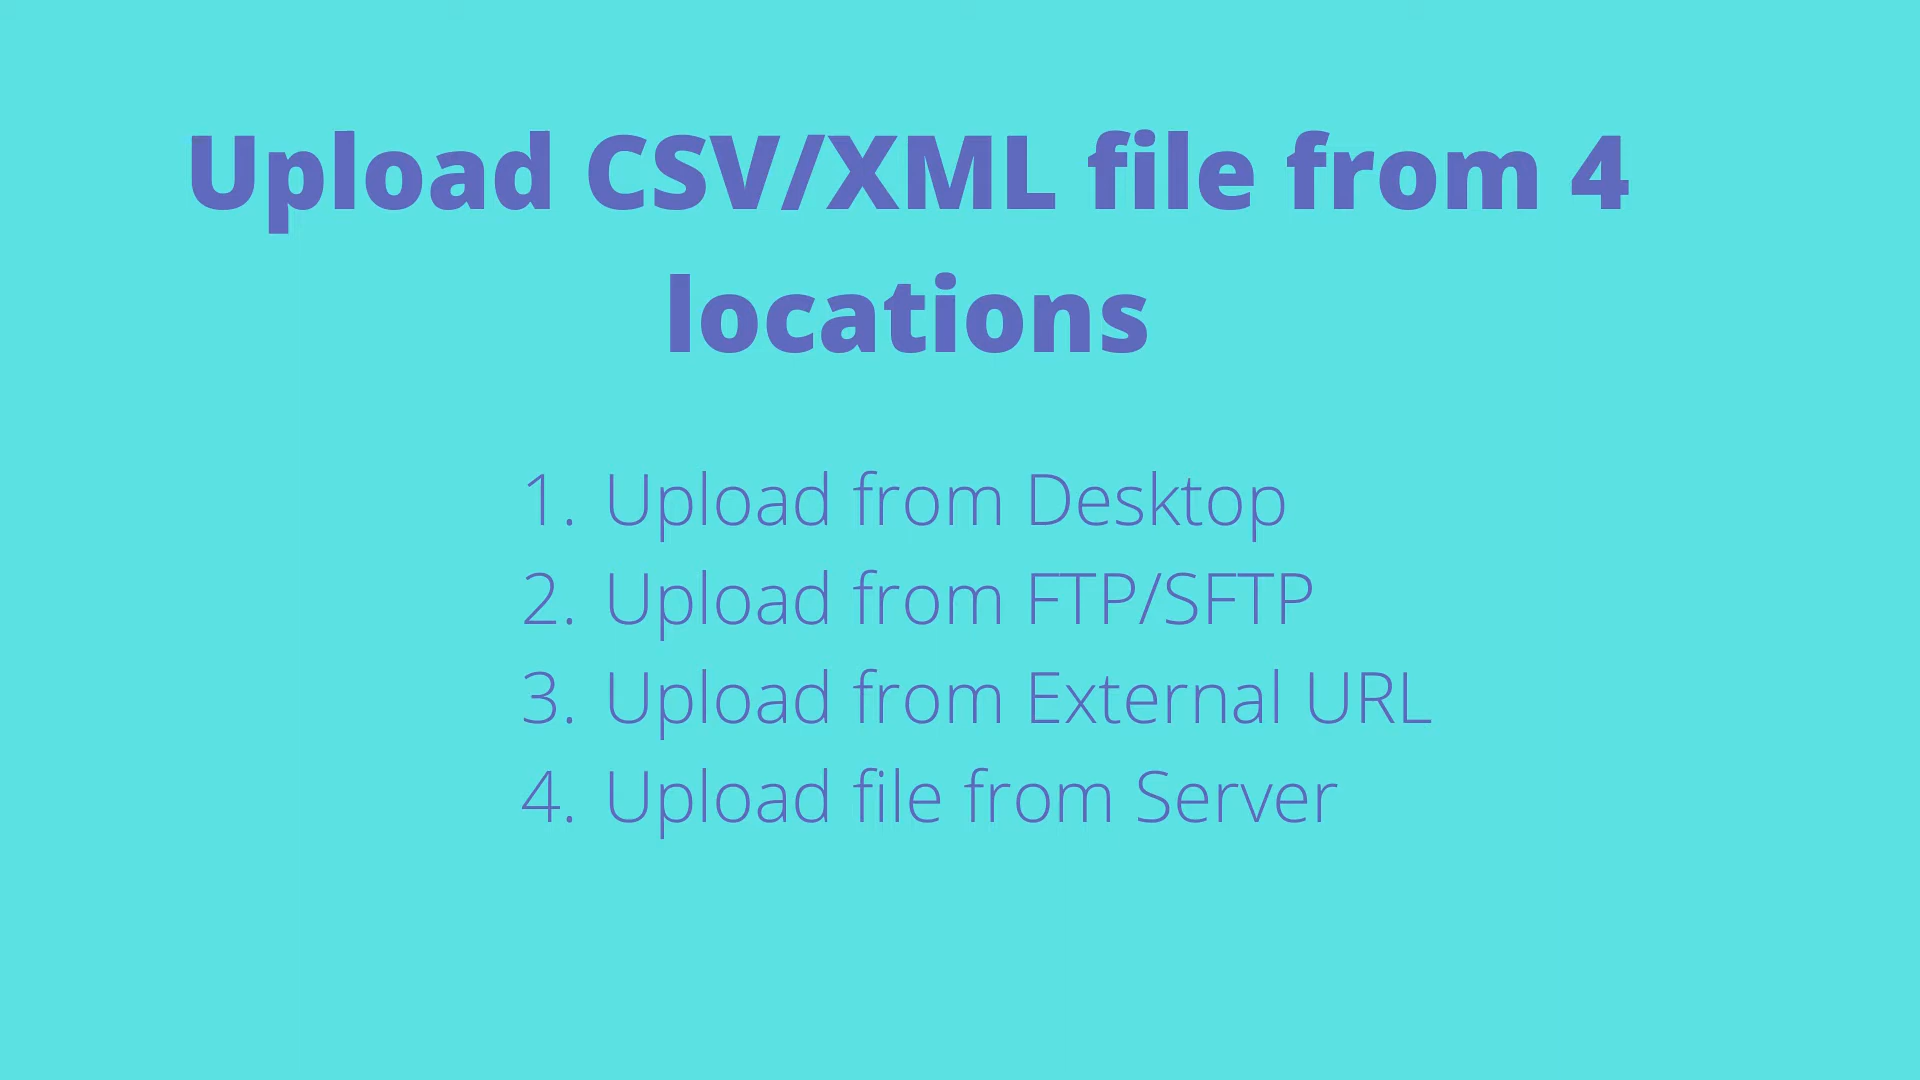 Upload CSV/XML file from 4
locations
1. Upload from Desktop
2. Upload from FTP/SFTP
3. Upload from External URL
4. Upload file from Server